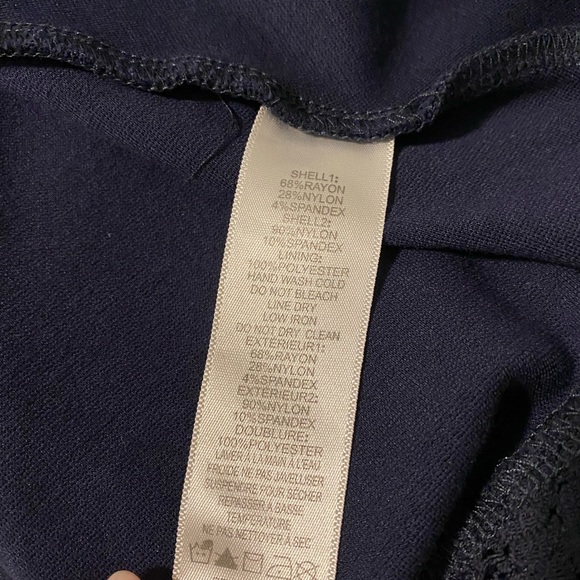 SHELL1:
68%RAYON
28%NYLON
4%SPANDEX
SHELL2:
90%NYLON
10%SPANDEX
LINING:
100%POLYESTER
HAND WASH COLD
DO NOT BLEACH
LINE DRY
LOW IRON
DO NOT DRY CLEAN
EXTERIEUR1:
68%RAYON
28%NYLON
4%SPANDEX
EXTERIEUR2:
90%NYLON
10%SPANDEX
DOUBLURE:
100%POLYESTER
LAVER À LA MAIN À L'EAU
FROIDE NE PAS JAVELLISER
SUSPENDRE POUR SÉCHER
REPASSER A BASSE
TEMPERATURE
NE PAS NETTOYER À SEC